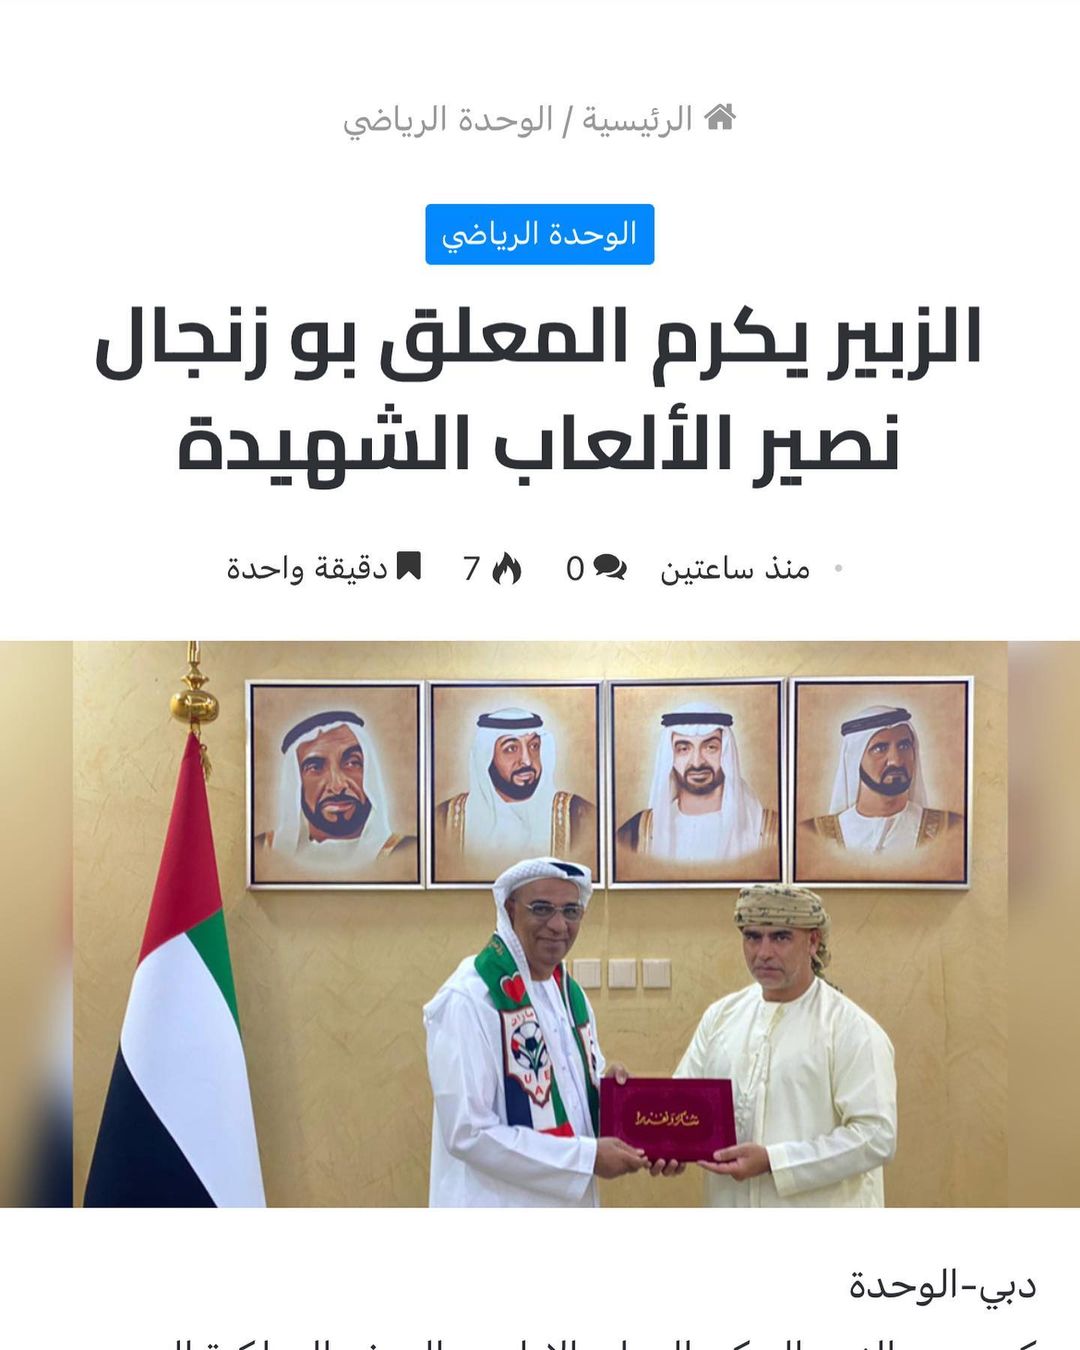 الرئيسية / الوحدة الرياضي
الوحدة الرياضي
الزبير يكرم المعلق بو زنجال
نصير الألعاب الشهيدة
منذ ساعتين 0 7 دقيقة واحدة
UAE
شكر وتقدير
دبي-الوحدة